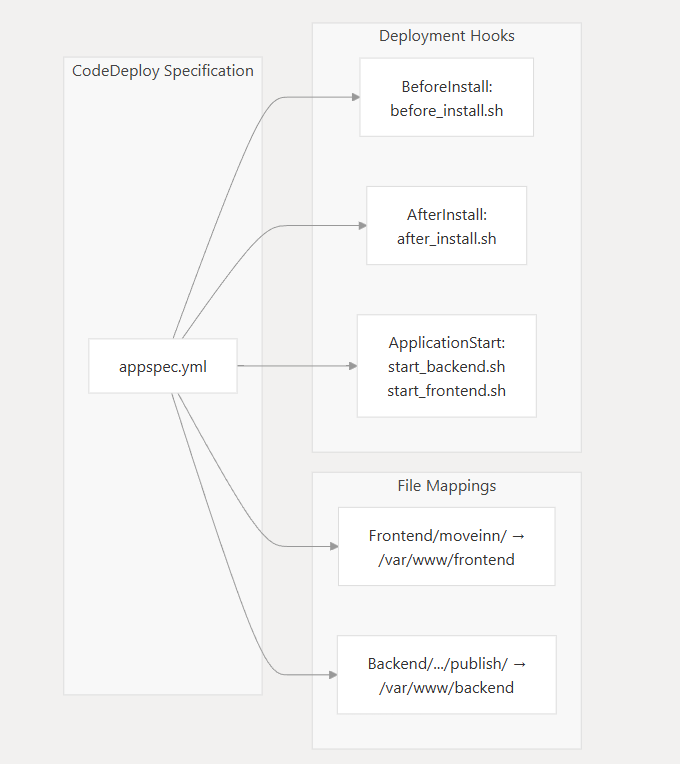 CodeDeploy Specification
appspec.yml
Deployment Hooks
BeforeInstall:
before_install.sh
AfterInstall:
after_install.sh
ApplicationStart:
start_backend.sh
start_frontend.sh
File Mappings
Frontend/moveinn/ →
/var/www/frontend
Backend/.../publish/ →
/var/www/backend